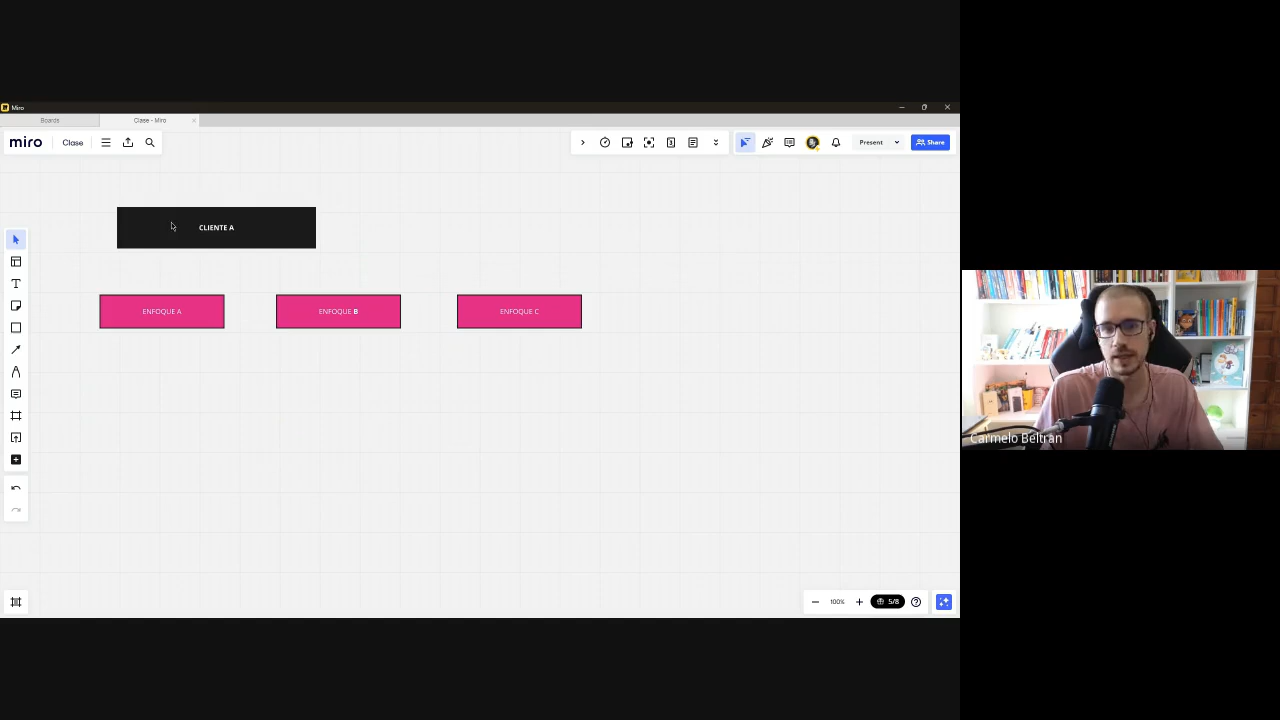 Miro
Boards
Clase - Miro
miro
Clase
Present
Share
CLIENTE A
ENFOQUE A
ENFOQUE B
ENFOQUE C
Carmelo Beltran
100%
5/8